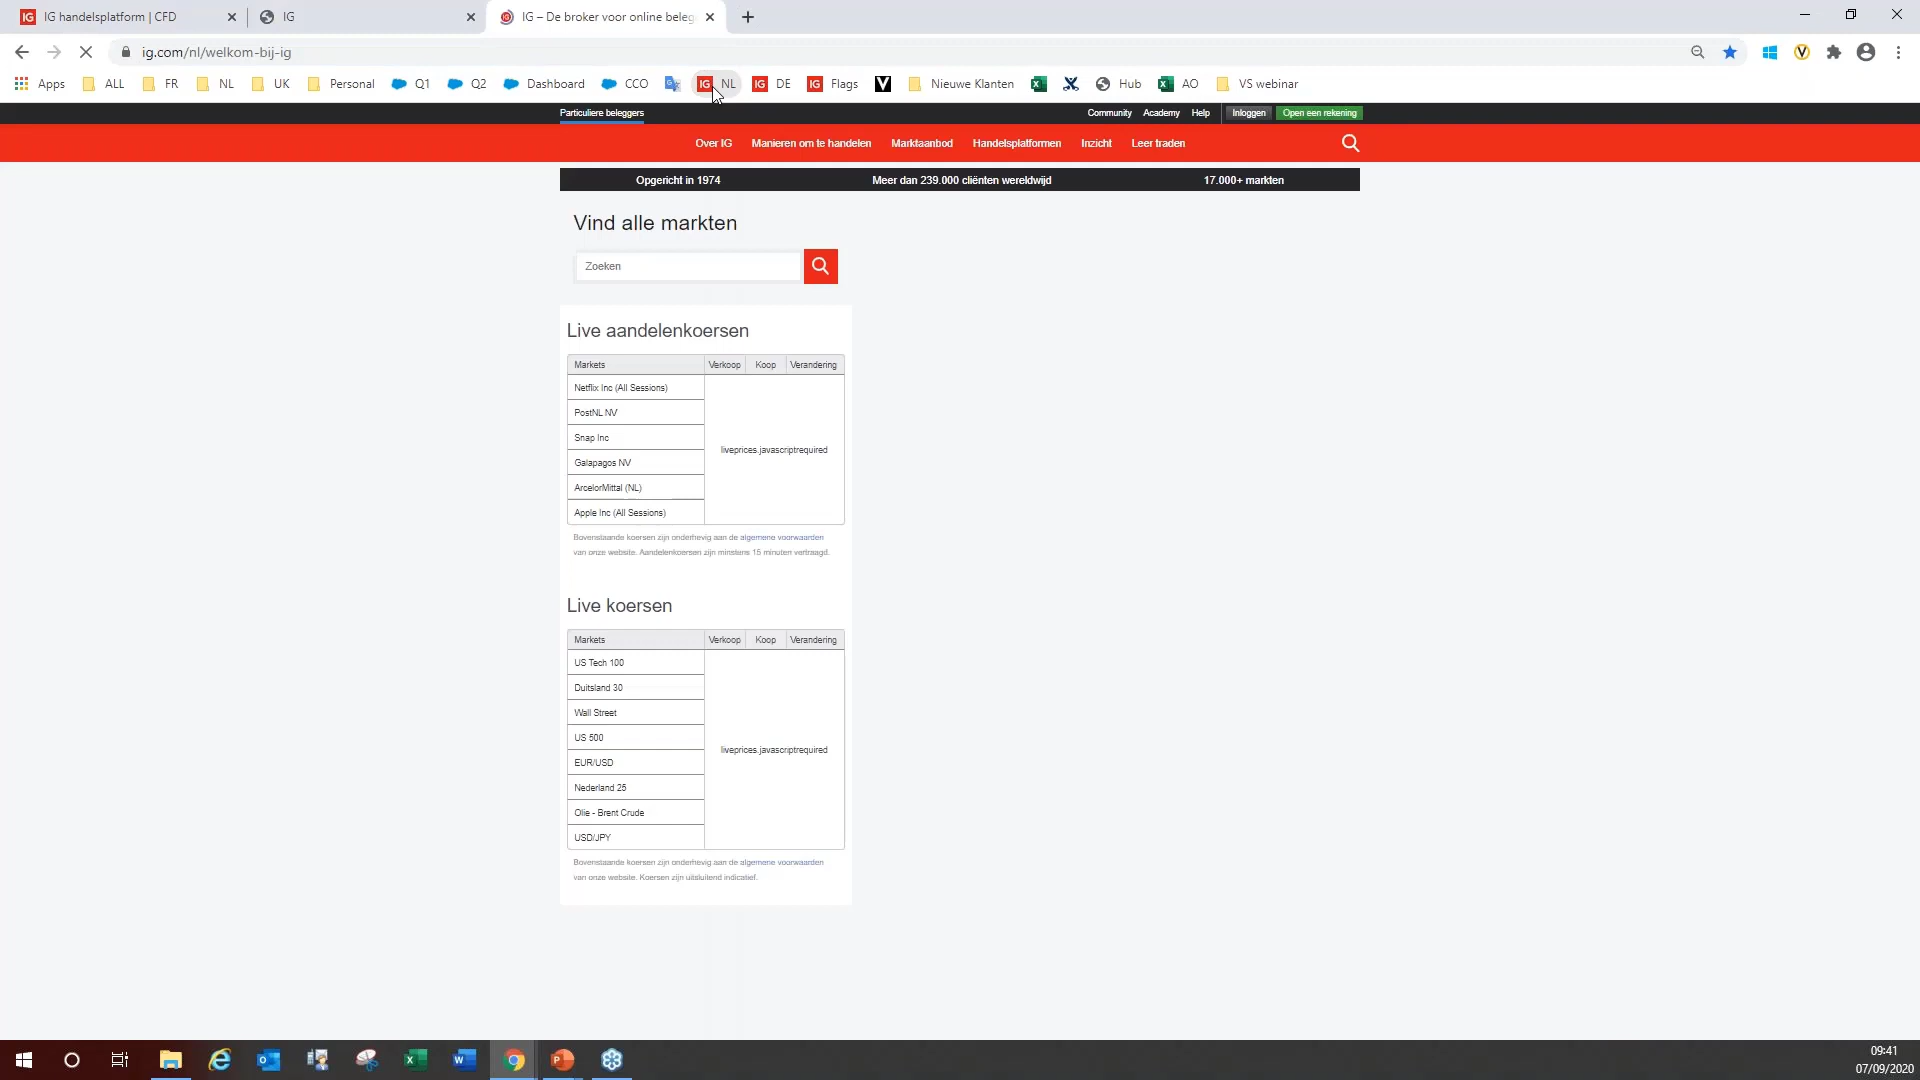 IG handelsplatform | CFD
IG
IG – De broker voor online beleg
ig.com/nl/welkom-bij-ig
Apps ALL FR NL UK Personal Q1 Q2 Dashboard CCO IG NL IG DE IG Flags Nieuwe Klanten Hub AO VS webinar
Particuliere beleggers Community Academy Help Inloggen Open een rekening
Over IG Manieren om te handelen Marktaanbod Handelsplatformen Inzicht Leer traden
Opgericht in 1974 Meer dan 239.000 cliënten wereldwijd 17.000+ markten
Vind alle markten
Zoeken
Live aandelenkoersen
Markets Verkoop Koop Verandering
Netflix Inc (All Sessions)
PostNL NV
Snap Inc
liveprices.javascriptrequired
Galapagos NV
ArcelorMittal (NL)
Apple Inc (All Sessions)
Bovenstaande koersen zijn onderhevig aan de algemene voorwaarden
van onze website. Aandelenkoersen zijn minstens 15 minuten vertraagd.
Live koersen
Markets Verkoop Koop Verandering
US Tech 100
Duitsland 30
Wall Street
US 500
liveprices.javascriptrequired
EUR/USD
Nederland 25
Olie - Brent Crude
USD/JPY
Bovenstaande koersen zijn onderhevig aan de algemene voorwaarden
van onze website. Koersen zijn uitsluitend indicatief.
09:41
07/09/2020